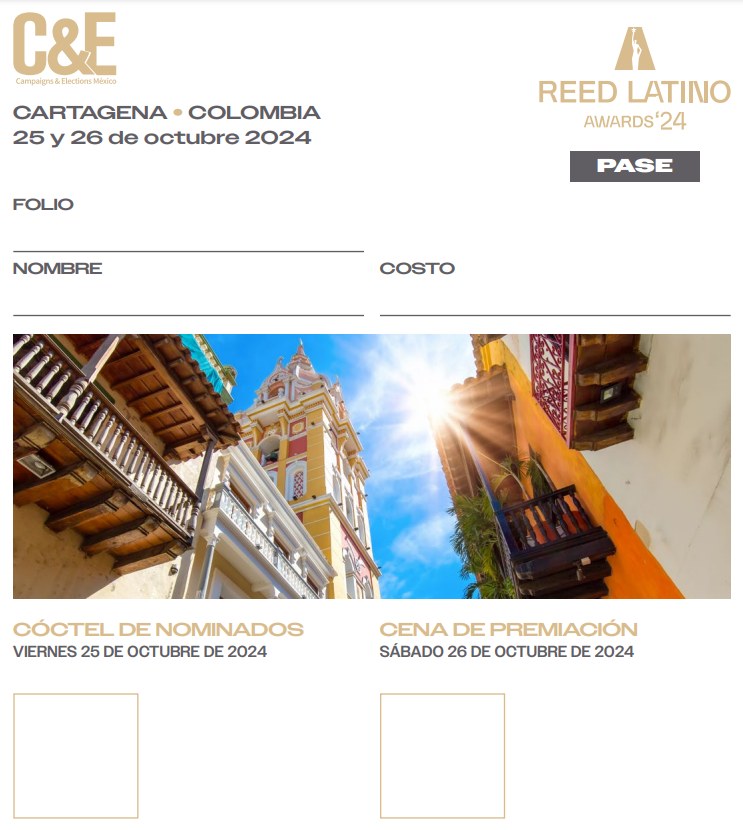 C&E
Campaigns & Elections México
CARTAGENA • COLOMBIA
25 y 26 de octubre 2024
REED LATINO
AWARDS‘24
PASE
FOLIO
NOMBRE
COSTO
CÓCTEL DE NOMINADOS
VIERNES 25 DE OCTUBRE DE 2024
CENA DE PREMIACIÓN
SÁBADO 26 DE OCTUBRE DE 2024